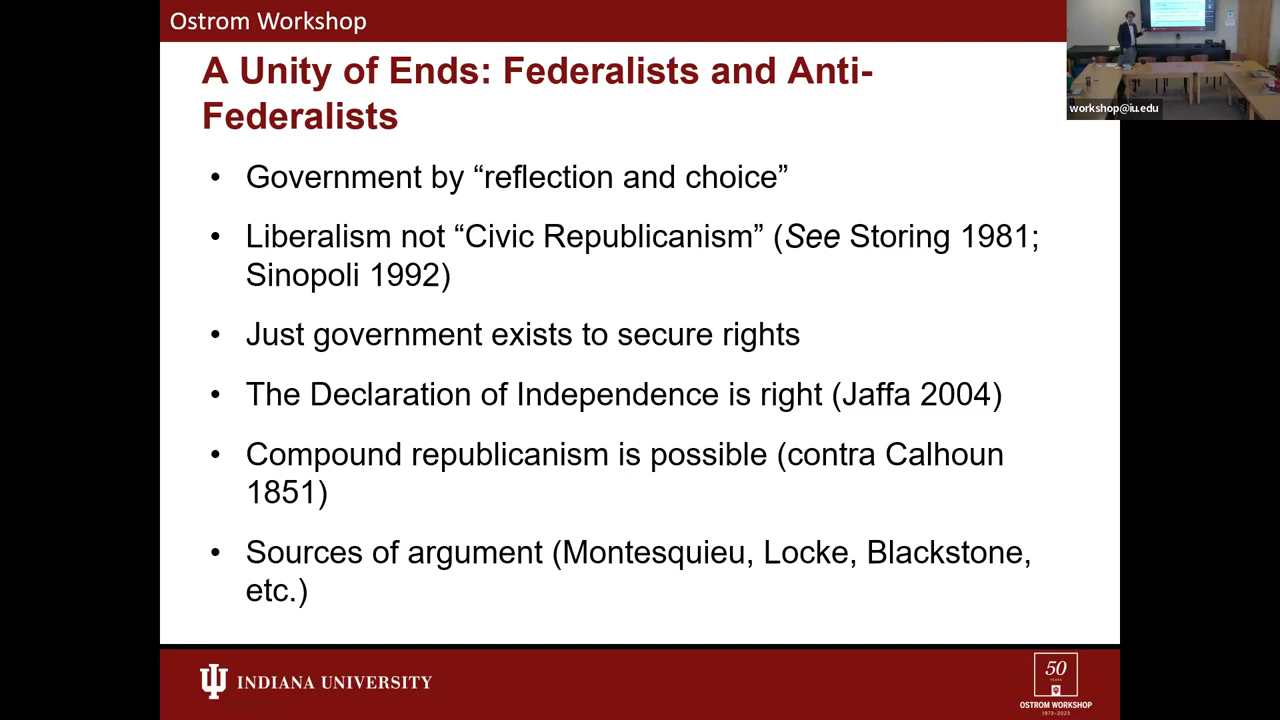 Ostrom Workshop
A Unity of Ends: Federalists and Anti-
Federalists
• Government by “reflection and choice”
• Liberalism not “Civic Republicanism” (See Storing 1981;
Sinopoli 1992)
• Just government exists to secure rights
• The Declaration of Independence is right (Jaffa 2004)
• Compound republicanism is possible (contra Calhoun
1851)
• Sources of argument (Montesquieu, Locke, Blackstone,
etc.)
workshop@iu.edu
INDIANA UNIVERSITY
50
YEARS
OSTROM WORKSHOP
1973–2023